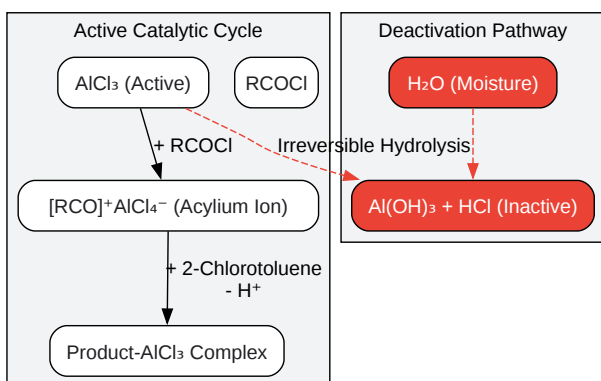 Active Catalytic Cycle
AlCl₃ (Active)
RCOCl
+ RCOCl
[RCO]⁺AlCl₄⁻ (Acylium Ion)
+ 2-Chlorotoluene
- H⁺
Product-AlCl₃ Complex
Deactivation Pathway
H₂O (Moisture)
Irreversible Hydrolysis
Al(OH)₃ + HCl (Inactive)